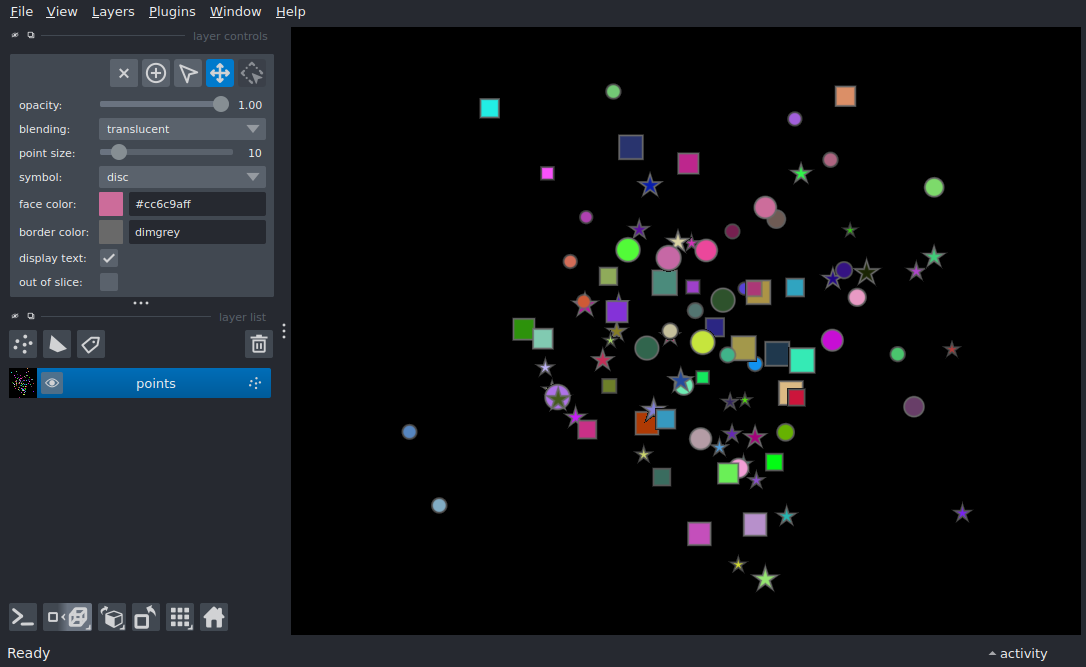 File View Layers Plugins Window Help
layer controls
opacity: 1.00
blending: translucent
point size: 10
symbol: disc
face color: #cc6c9aff
border color: dimgrey
display text:
out of slice:
layer list
points
Ready
activity